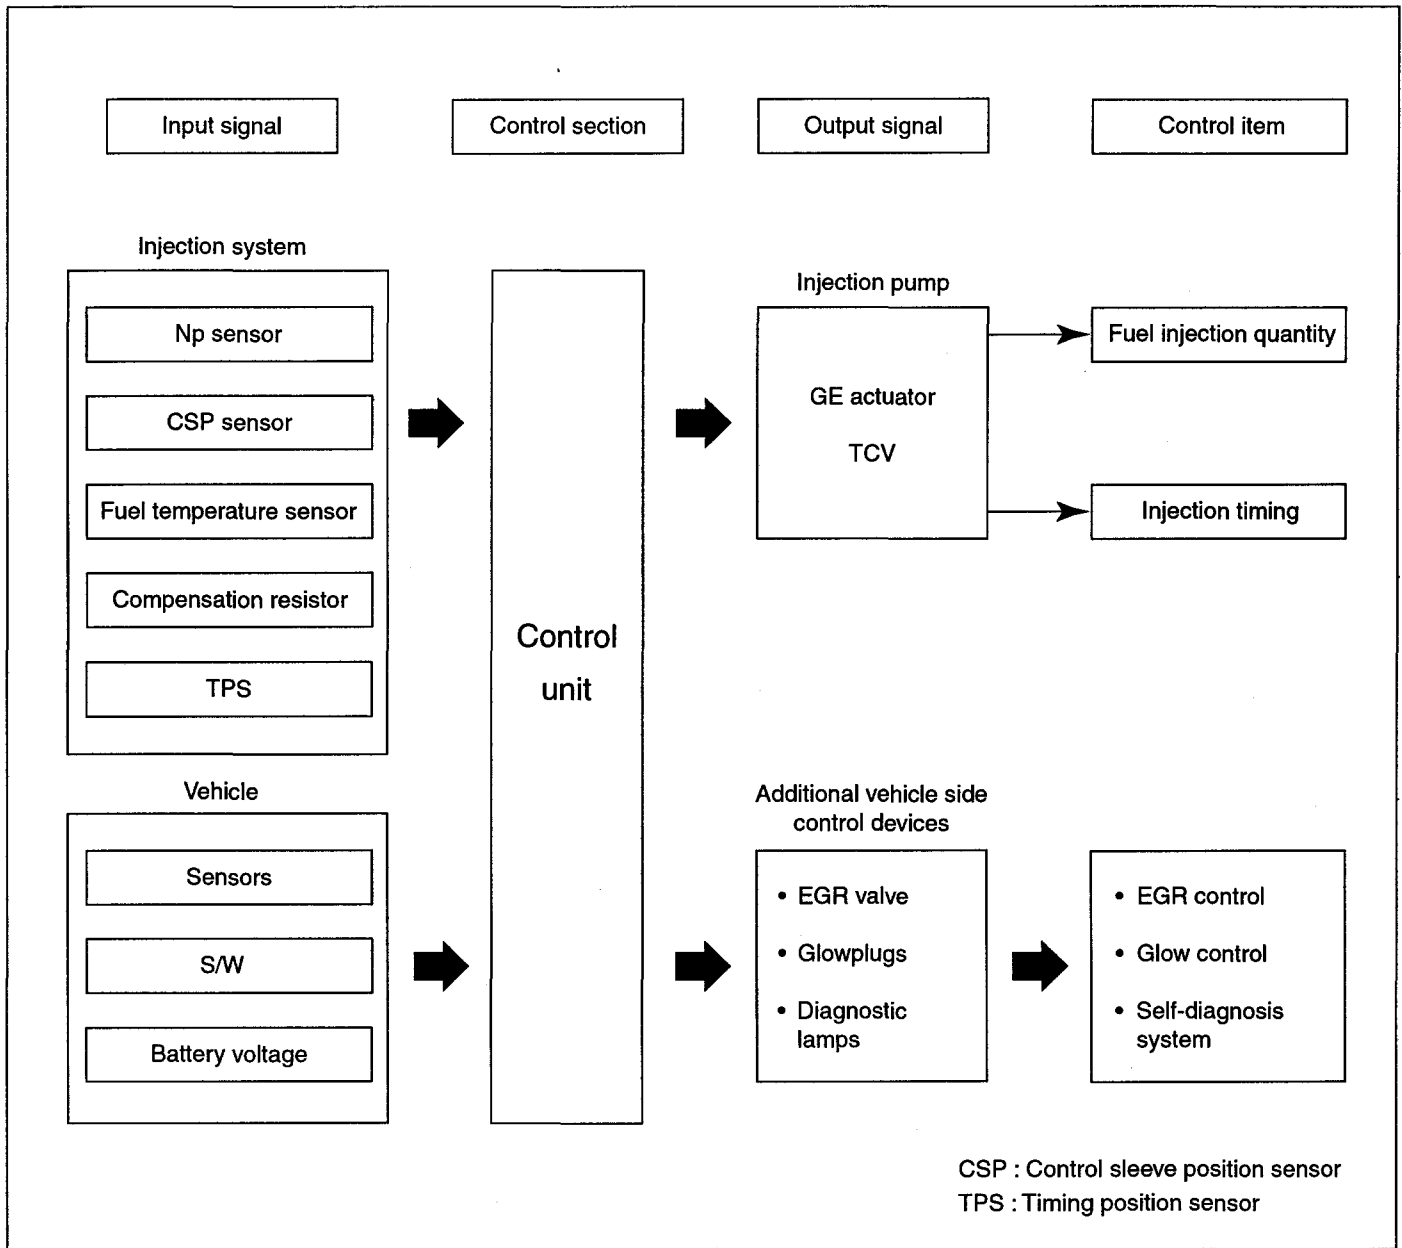 Input signal
Control section
Output signal
Control item
Injection system
Np sensor
CSP sensor
Fuel temperature sensor
Compensation resistor
TPS
Vehicle
Sensors
S/W
Battery voltage
Control
unit
Injection pump
GE actuator
TCV
Fuel injection quantity
Injection timing
Additional vehicle side
control devices
• EGR valve
• Glowplugs
• Diagnostic
lamps
• EGR control
• Glow control
• Self-diagnosis
system
CSP : Control sleeve position sensor
TPS : Timing position sensor